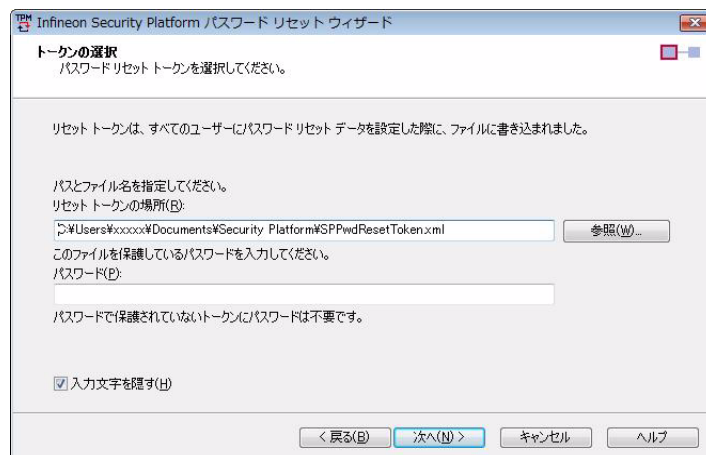 TPM
Infineon Security Platform パスワード リセット ウィザード
トークンの選択
パスワード リセット トークンを選択してください。
リセット トークンは、すべてのユーザーにパスワード リセット データを設定した際に、ファイルに書き込まれました。
パスとファイル名を指定してください。
リセット トークンの場所(R):
C:¥Users¥xxxxx¥Documents¥Security Platform¥SPPwdResetToken.xml
参照(W)...
このファイルを保護しているパスワードを入力してください。
パスワード(P):
パスワードで保護されていないトークンにパスワードは不要です。
入力文字を隠す(H)
< 戻る(B)
次へ(N) >
キャンセル
ヘルプ